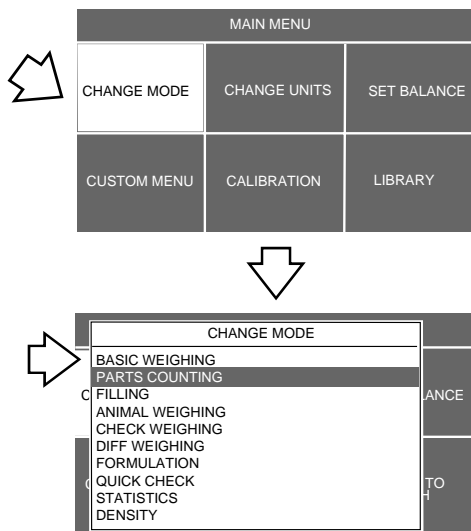 MAIN MENU
CHANGE MODE CHANGE UNITS SET BALANCE
CUSTOM MENU CALIBRATION LIBRARY
CHANGE MODE
BASIC WEIGHING
PARTS COUNTING
FILLING
ANIMAL WEIGHING
CHECK WEIGHING
DIFF WEIGHING
FORMULATION
QUICK CHECK
STATISTICS
DENSITY
TO